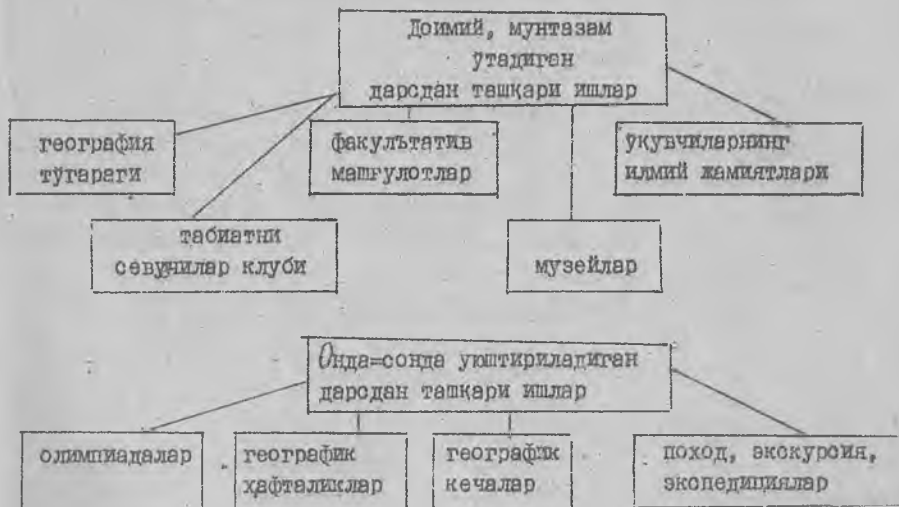 Доимий, мунтазам
ўтадиган
дарсдан ташқари ишлар
география
тўгараги
факультатив
машғулотлар
ўқувчиларнинг
илмий жамиятлари
табиатни
севучилар клуби
музейлар
Онда=сонда уюштириладиган
дарсдан ташқари ишлар
олимпиадалар
географик
ҳафталиклар
географик
кечалар
поход, экскурсия,
экспедициялар